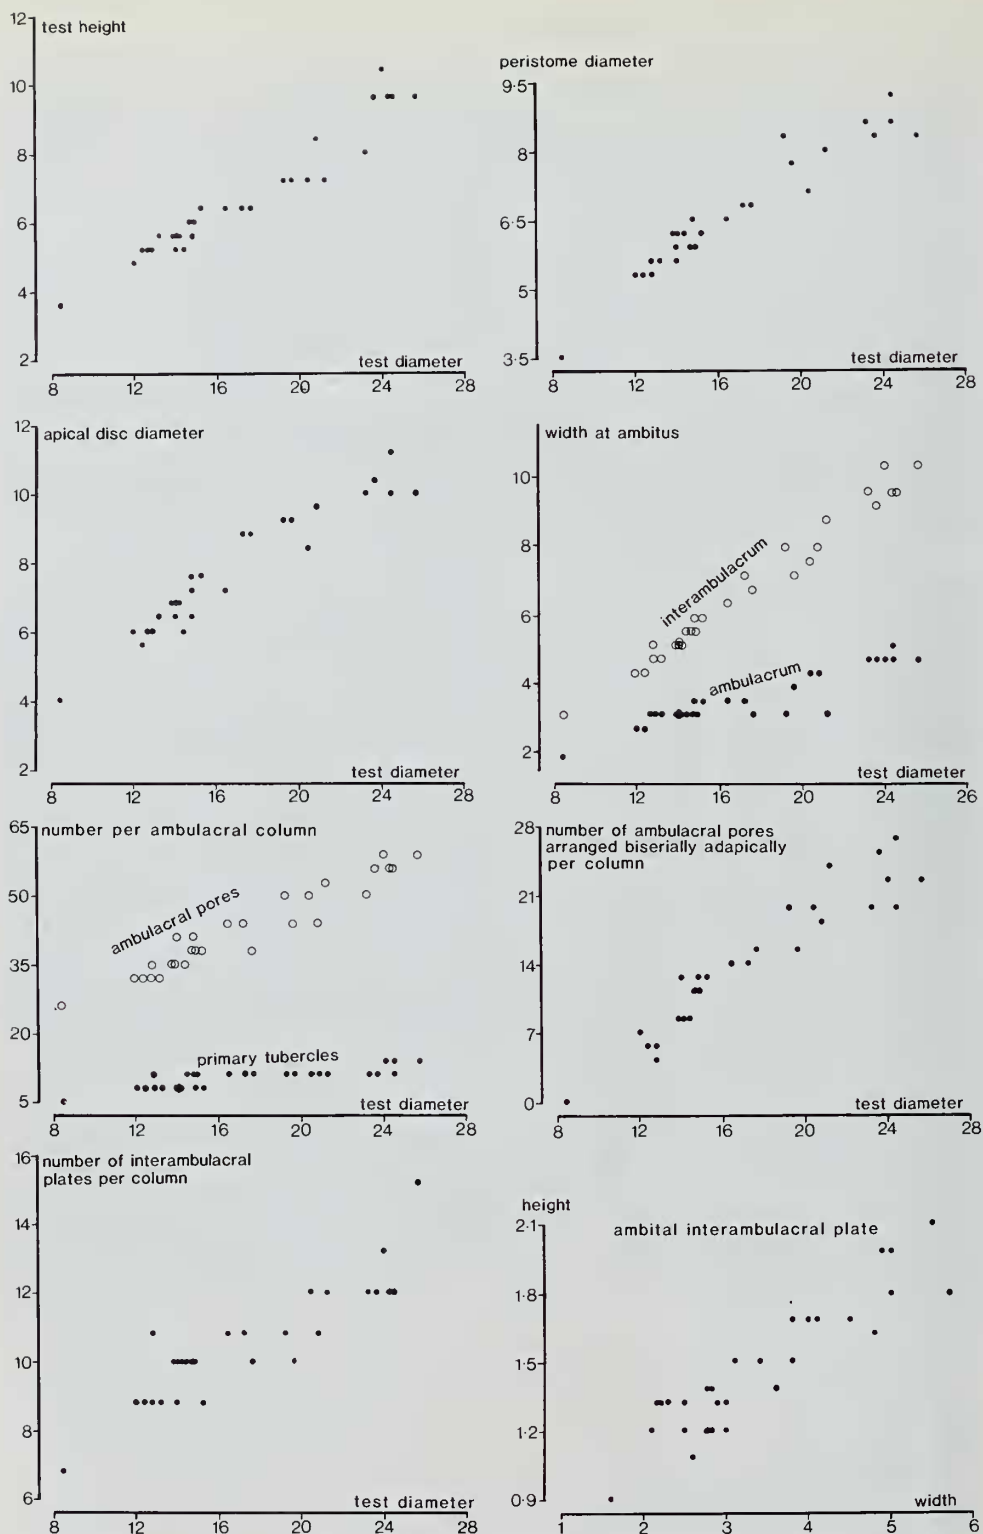 test height
12
10
8
6
4
2
test diameter
8 12 16 20 24 28
peristome diameter
9·5
8
6·5
5
3·5
test diameter
8 12 16 20 24 28
apical disc diameter
12
10
8
6
4
2
test diameter
8 12 16 20 24 28
width at ambitus
10
8
6
4
2
interambulacrum
ambulacrum
test diameter
8 12 14 16 20 24 26
number per ambulacral column
65
50
35
20
5
ambulacral pores
primary tubercles
test diameter
8 12 16 20 24 28
number of ambulacral pores
arranged biserially adapically
per column
28
21
14
7
0
test diameter
8 12 16 20 24 28
number of interambulacral
plates per column
16
14
12
10
8
6
test diameter
8 12 16 20 24 28
height
ambital interambulacral plate
2·1
1·8
1·5
1·2
0·9
width
1 2 3 4 5 6